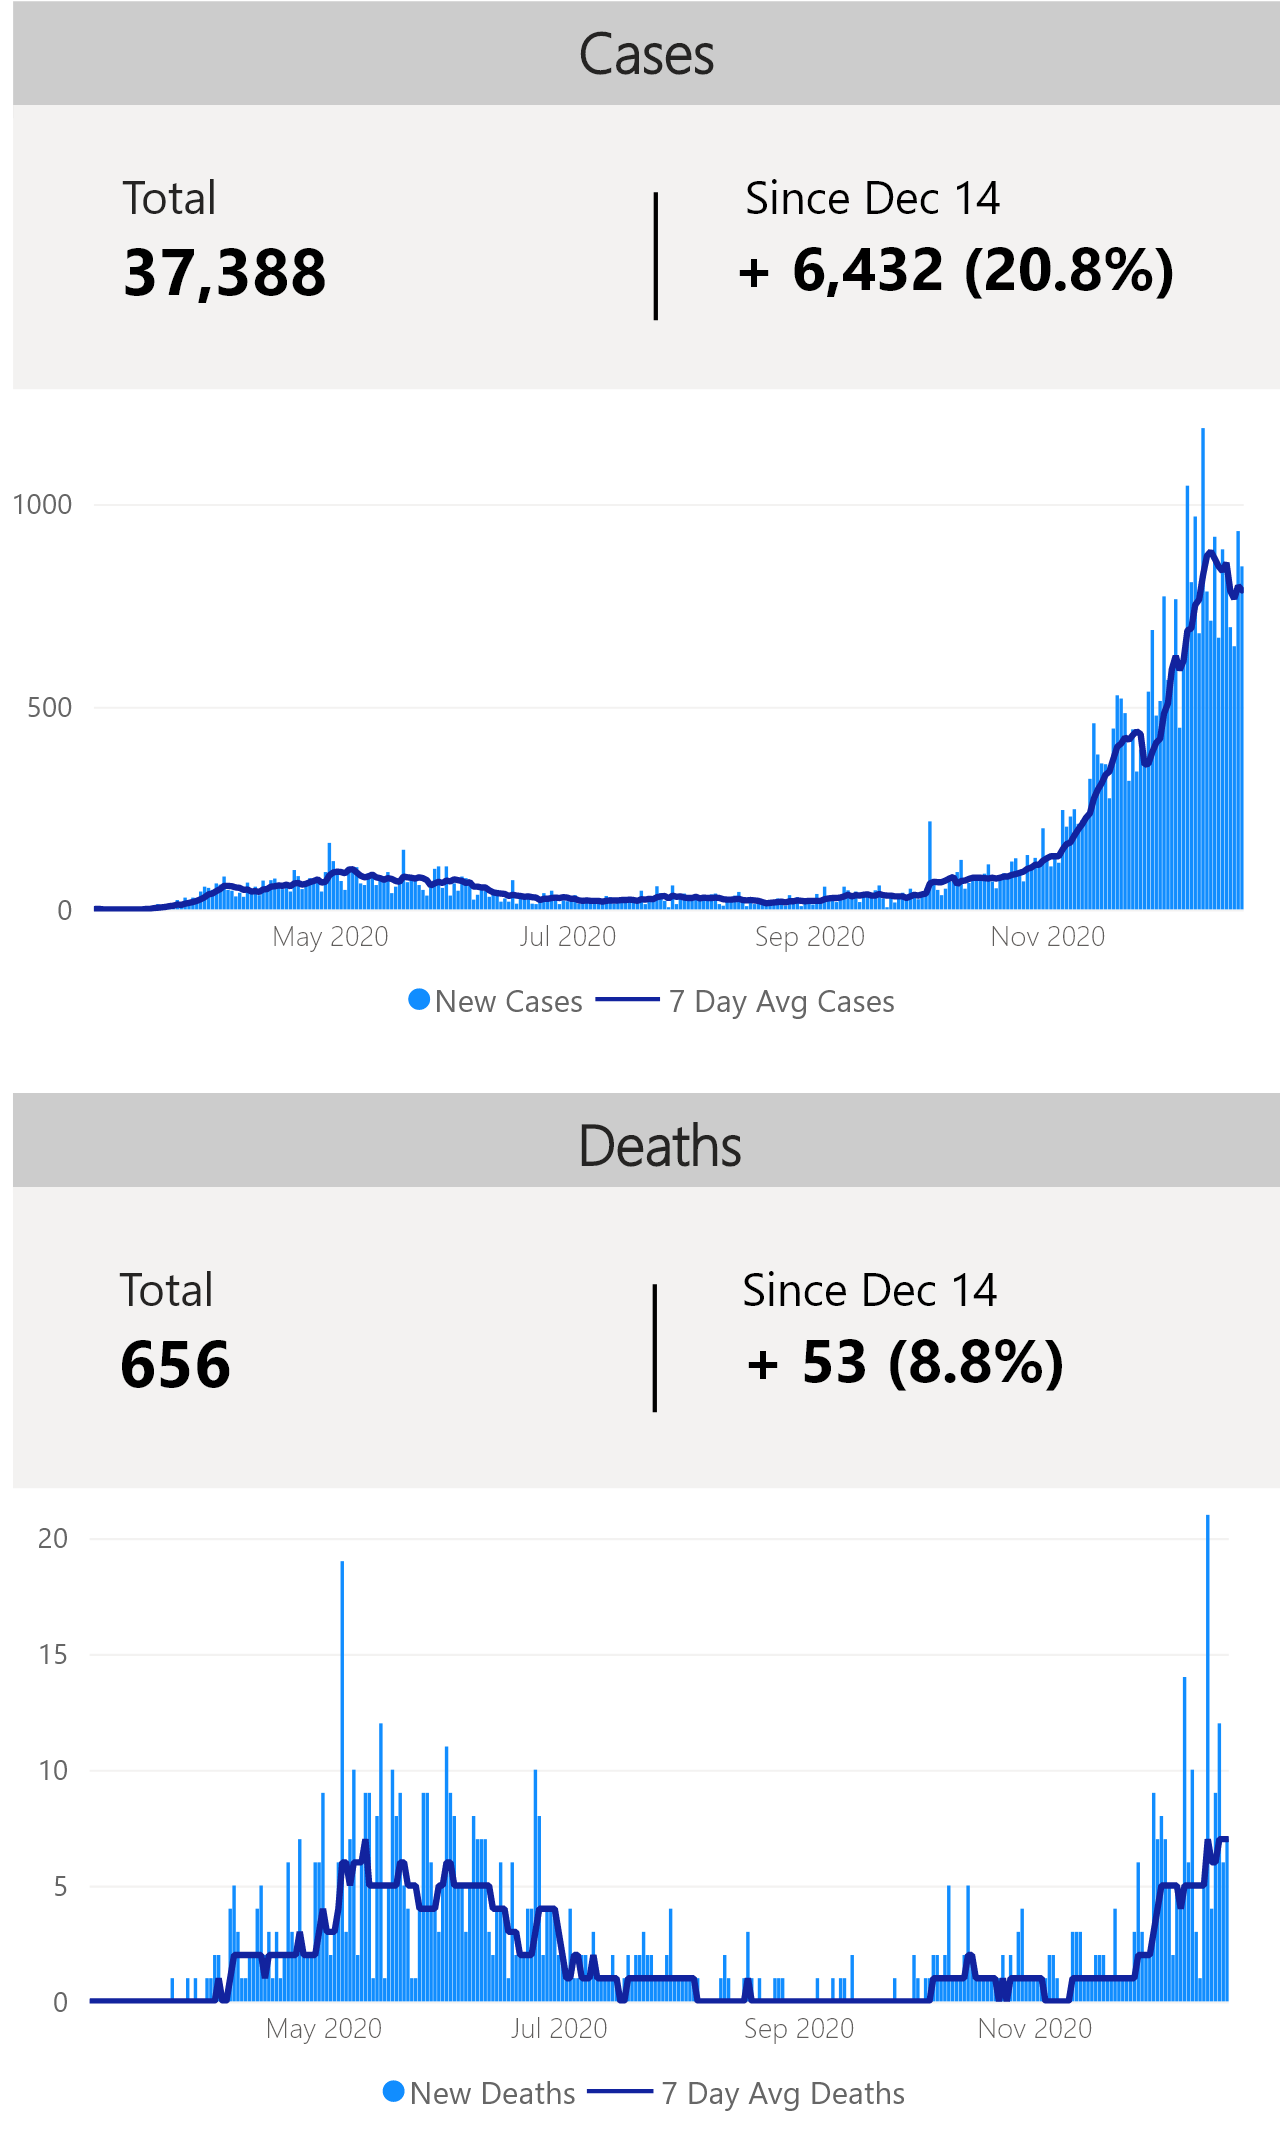 Cases
Total
Since Dec 14
37,388
+ 6,432 (20.8%)
1000
500
0
May 2020
Jul 2020
Sep 2020
Nov 2020
New Cases
7 Day Avg Cases
Deaths
Total
Since Dec 14
656
+ 53 (8.8%)
20
15
10
5
0
May 2020
Jul 2020
Sep 2020
Nov 2020
New Deaths
7 Day Avg Deaths